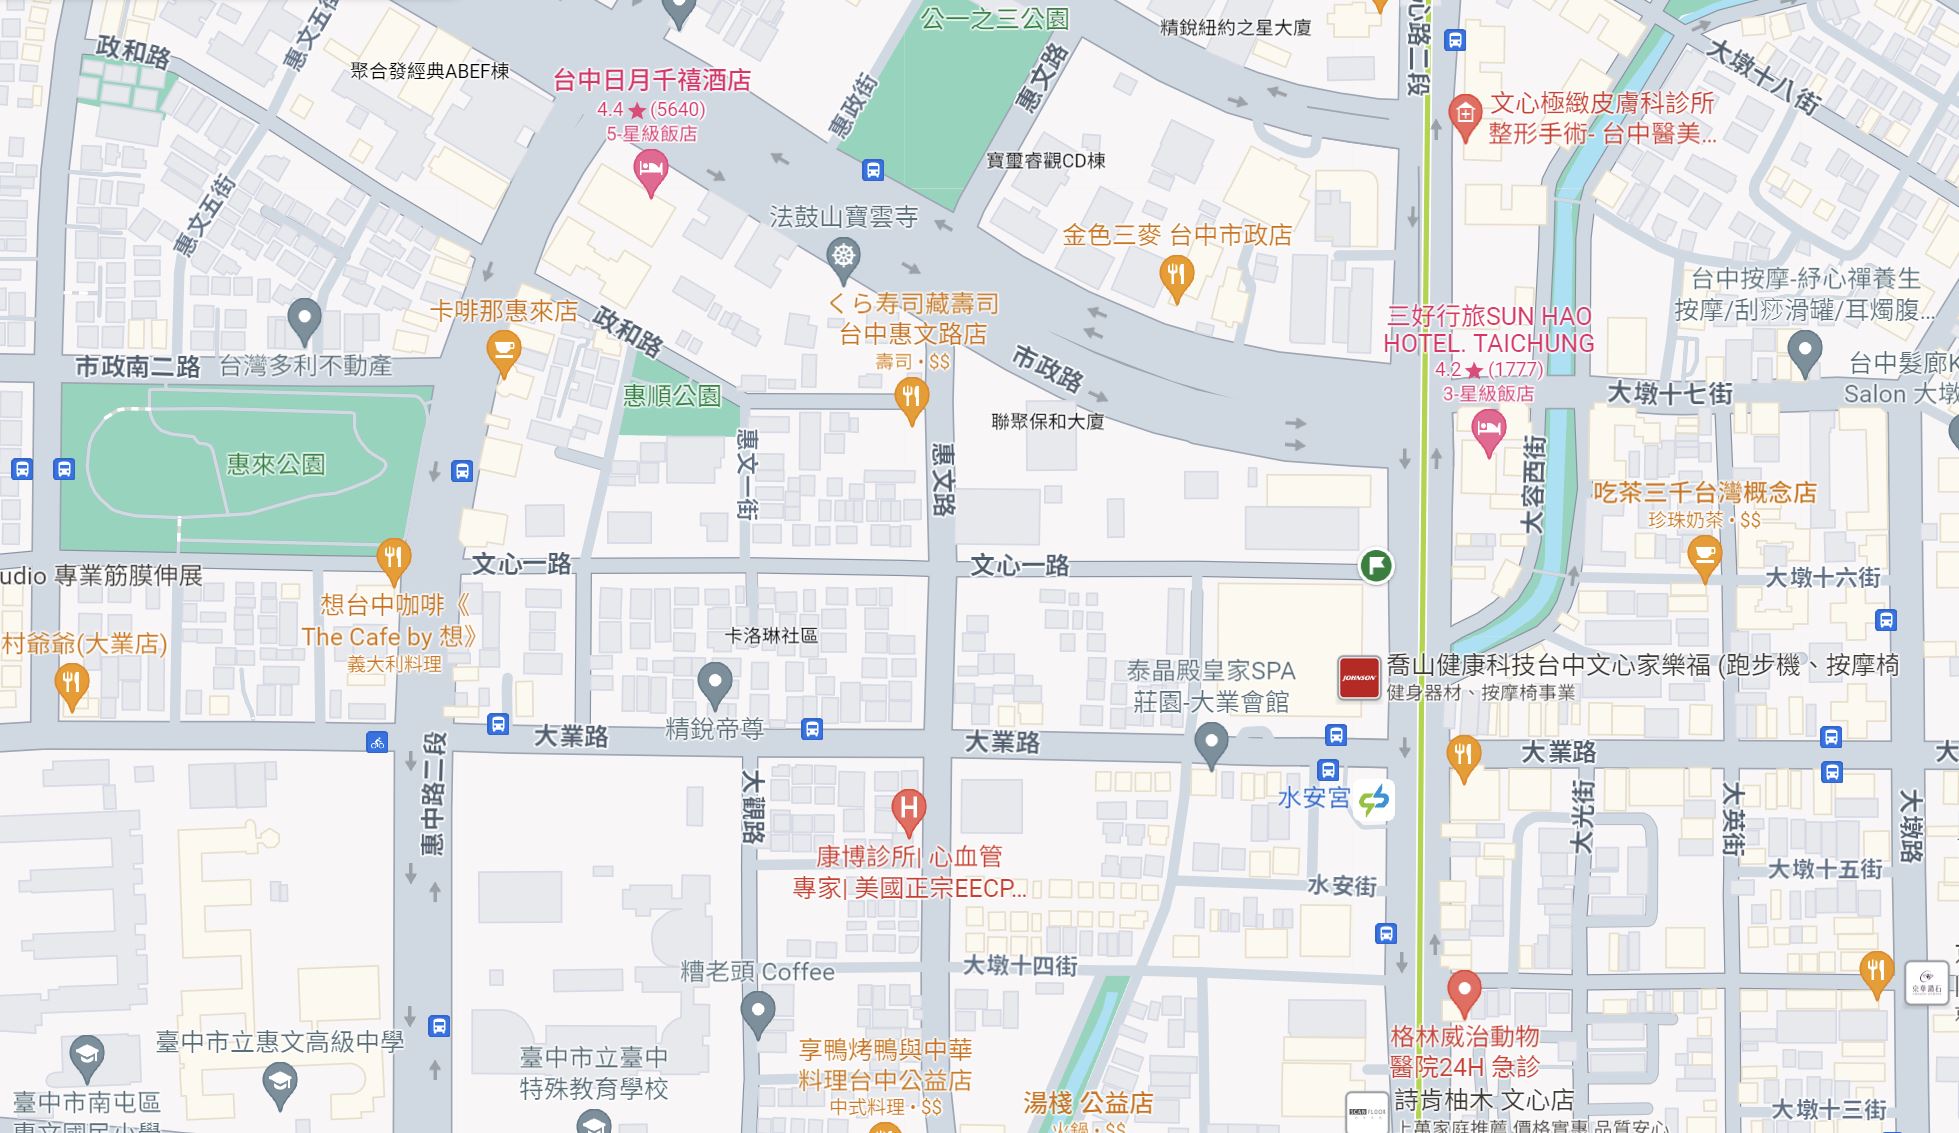 公一之三公園
精銳紐約之星大廈
心路二段
政和路
惠文五街
聚合發經典ABEF棟
台中日月千禧酒店
4.4★(5640)
5-星級飯店
惠政街
惠文路
大墩十八街
文心極緻皮膚科診所
整形手術- 台中醫美...
寶璽睿觀CD棟
惠文五街
法鼓山寶雲寺
金色三麥 台中市政店
台中按摩-紓心禪養生
按摩/刮痧滑罐/耳燭腹...
卡啡那惠來店
政和路
くら寿司藏壽司
台中惠文路店
壽司・$$
三好行旅SUN HAO
HOTEL. TAICHUNG
4.2★(1777)
3-星級飯店
市政南二路
台灣多利不動產
市政路
台中髮廊K
Salon 大墩
大墩十七街
惠順公園
聯聚保和大廈
惠來公園
惠文一街
惠文路
大容西街
吃茶三千台灣概念店
珍珠奶茶・$$
文心一路
文心一路
udio 專業筋膜伸展
大墩十六街
想台中咖啡《
The Cafe by 想》
義大利料理
村爺爺(大業店)
卡洛琳社區
泰晶殿皇家SPA
莊園-大業會館
JOHNSON
喬山健康科技台中文心家樂福 (跑步機、按摩椅
健身器材、按摩椅事業
精銳帝尊
大業路
大業路
大業路
大
惠中路二段
大觀路
水安宮
大光街
大英街
大墩路
H
康博診所| 心血管
專家| 美國正宗EECP...
大墩十五街
水安街
糟老頭 Coffee
大墩十四街
臺中市立惠文高級中學
臺中市立臺中
特殊教育學校
享鴨烤鴨與中華
料理台中公益店
中式料理・$$
格林威治動物
醫院24H 急診
臺中市南屯區
惠文國民小學
湯棧 公益店
火鍋・$$
詩肯柚木 文心店
上萬家庭推薦 價格實惠 品質安心
大墩十三街